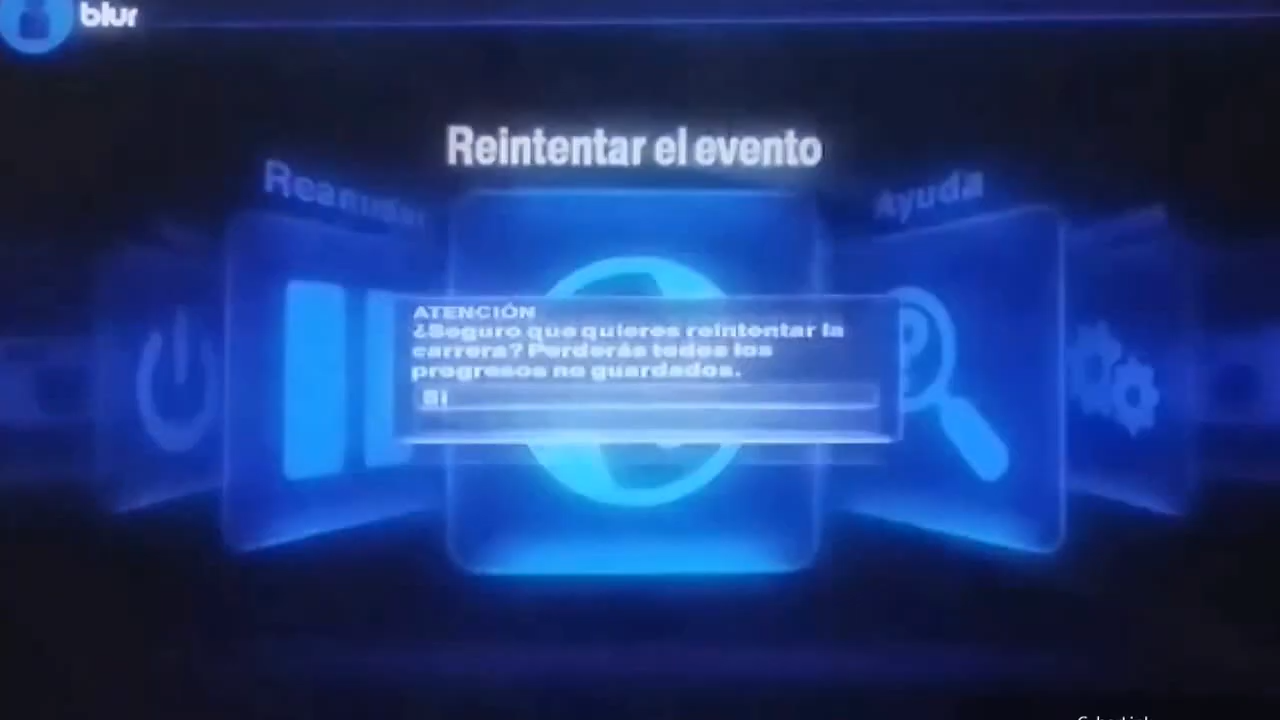 blur
Reintentar el evento
Reanudar
Ayuda
ATENCIÓN
¿Seguro que quieres reintentar la
carrera? Perderás todos los
progresos no guardados.
Sí